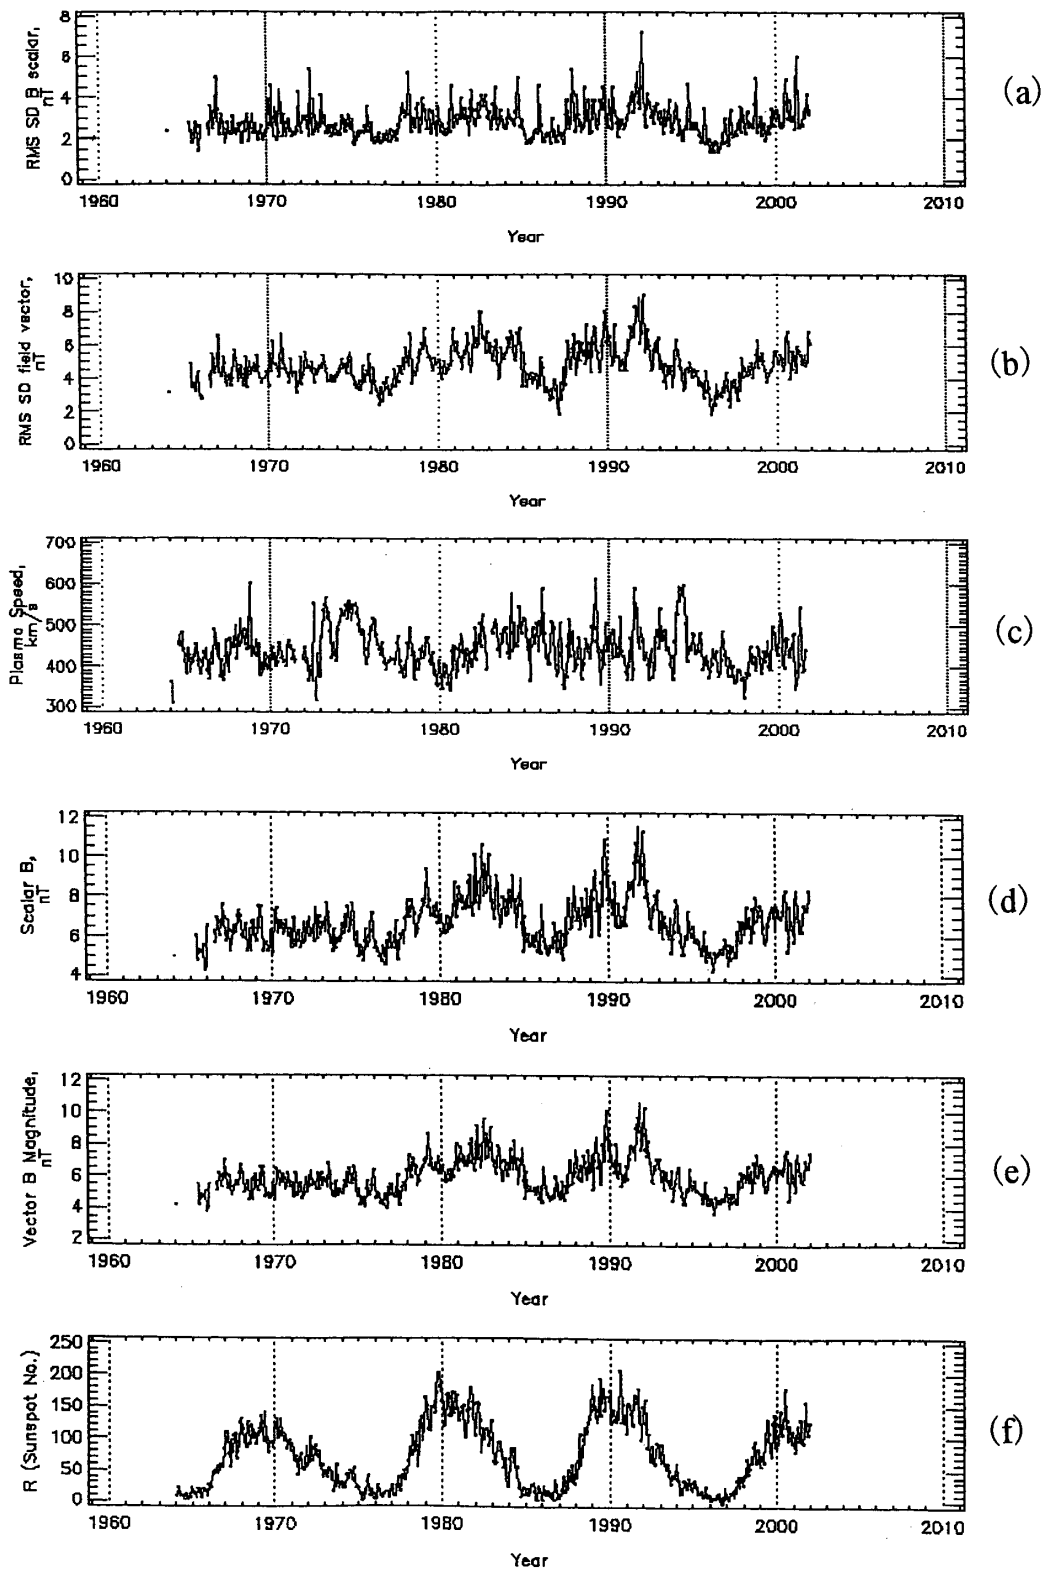 8
6
4
2
0
RMS SD B scalar,
nT
1960 1970 1980 1990 2000 2010
Year
(a)
10
8
6
4
2
0
RMS SD field vector,
nT
1960 1970 1980 1990 2000 2010
Year
(b)
700
600
500
400
300
Plasma Speed,
km/s
1960 1970 1980 1990 2000 2010
Year
(c)
12
10
8
6
4
Scalar B,
nT
1960 1970 1980 1990 2000 2010
Year
(d)
12
10
8
6
4
2
Vector B Magnitude,
nT
1960 1970 1980 1990 2000 2010
Year
(e)
250
200
150
100
50
0
R (Sunspot No.)
1960 1970 1980 1990 2000 2010
Year
(f)